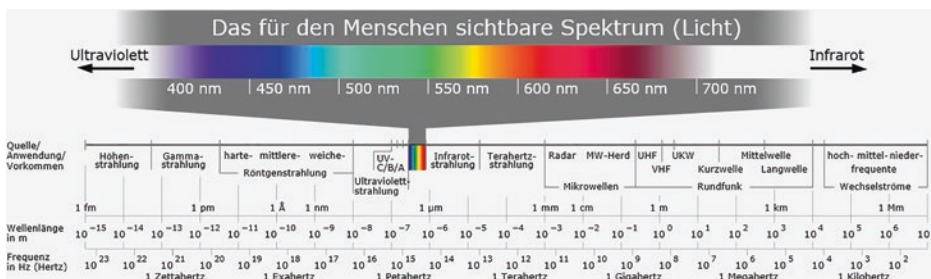 Das für den Menschen sichtbare Spektrum (Licht)
Ultraviolett
Infrarot
400 nm 450 nm 500 nm 550 nm 600 nm 650 nm 700 nm
Quelle/
Anwendung/
Vorkommen
Höhen-
strahlung
Gamma-
strahlung
harte- mittlere- weiche-
Röntgenstrahlung
UV-
C/B/A
Ultraviolett-
strahlung
Infrarot-
strahlung
Terahertz-
strahlung
Radar MW-Herd
Mikrowellen
UHF UKW Mittelwelle
VHF Kurzwelle Langwelle
Rundfunk
hoch- mittel- nieder-
frequente
Wechselströme
1 fm 1 pm 1 Å 1 nm 1 µm 1 mm 1 cm 1 m 1 km 1 Mm
Wellenlänge
in m
10⁻¹⁵ 10⁻¹⁴ 10⁻¹³ 10⁻¹² 10⁻¹¹ 10⁻¹⁰ 10⁻⁹ 10⁻⁸ 10⁻⁷ 10⁻⁶ 10⁻⁵ 10⁻⁴ 10⁻³ 10⁻² 10⁻¹ 10⁰ 10¹ 10² 10³ 10⁴ 10⁵ 10⁶ 10
Frequenz
in Hz (Hertz)
10²³ 10²² 10²¹ 10²⁰ 10¹⁹ 10¹⁸ 10¹⁷ 10¹⁶ 10¹⁵ 10¹⁴ 10¹³ 10¹² 10¹¹ 10¹⁰ 10⁹ 10⁸ 10⁷ 10⁶ 10⁵ 10⁴ 10³ 10²
1 Zettahertz 1 Exahertz 1 Petahertz 1 Terahertz 1 Gigahertz 1 Megahertz 1 Kilohertz